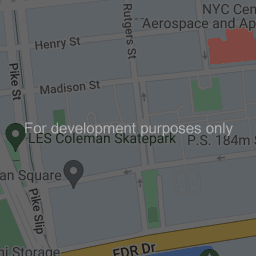 NYC Cen
Aerospace and Ap
Rutgers St
Henry St
Pike St
Madison St
For development purposes only
LES Coleman Skatepark
P.S. 184m S
an Square
Pike Slip
ni Storage
FDR Dr